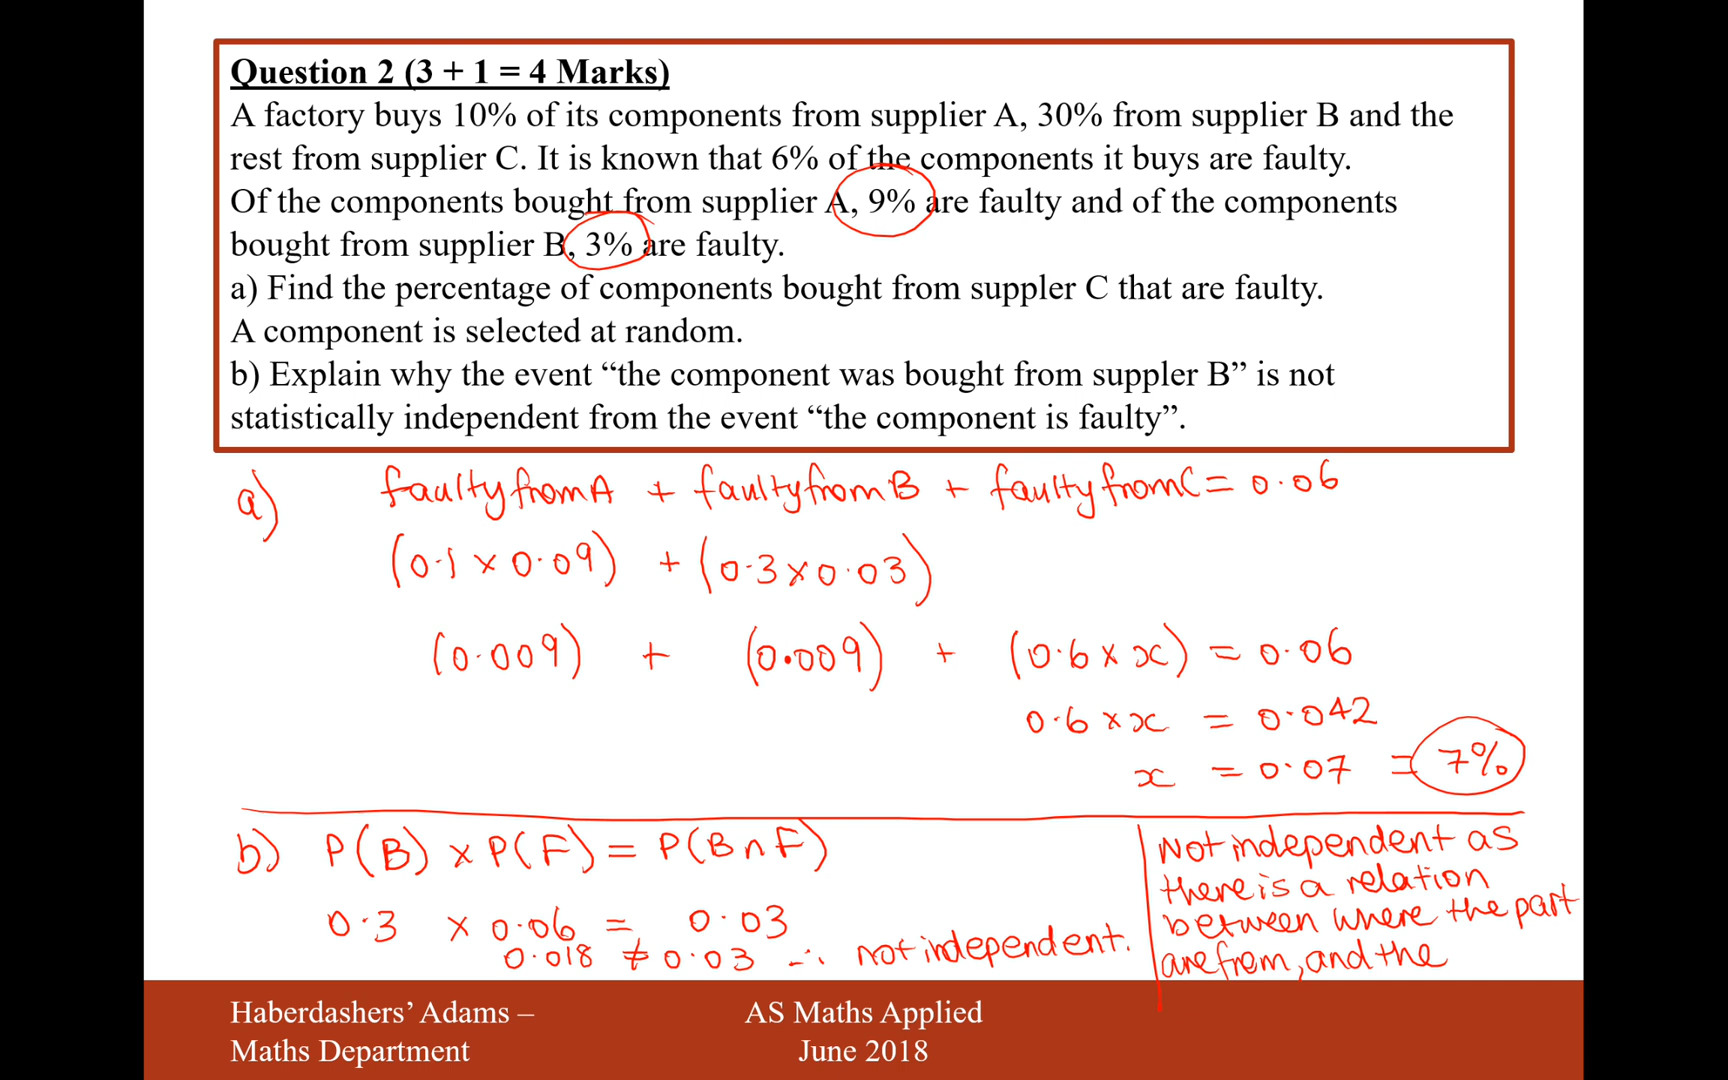 Question 2 (3 + 1 = 4 Marks)
A factory buys 10% of its components from supplier A, 30% from supplier B and the
rest from supplier C. It is known that 6% of the components it buys are faulty.
Of the components bought from supplier A, 9% are faulty and of the components
bought from supplier B, 3% are faulty.
a) Find the percentage of components bought from suppler C that are faulty.
A component is selected at random.
b) Explain why the event “the component was bought from suppler B” is not
statistically independent from the event “the component is faulty”.
a) faulty from A + faulty from B + faulty from C = 0.06
(0.1 × 0.09) + (0.3 × 0.03)
(0.009) + (0.009) + (0.6 × x) = 0.06
0.6 × x = 0.042
x = 0.07 = 7%
b) P(B) × P(F) = P(B∩F)
0.3 × 0.06 = 0.03
0.018 ≠ 0.03 ∴ not independent.
Not independent as
there is a relation
between where the part
are from, and the
Haberdashers’ Adams –
Maths Department
AS Maths Applied
June 2018